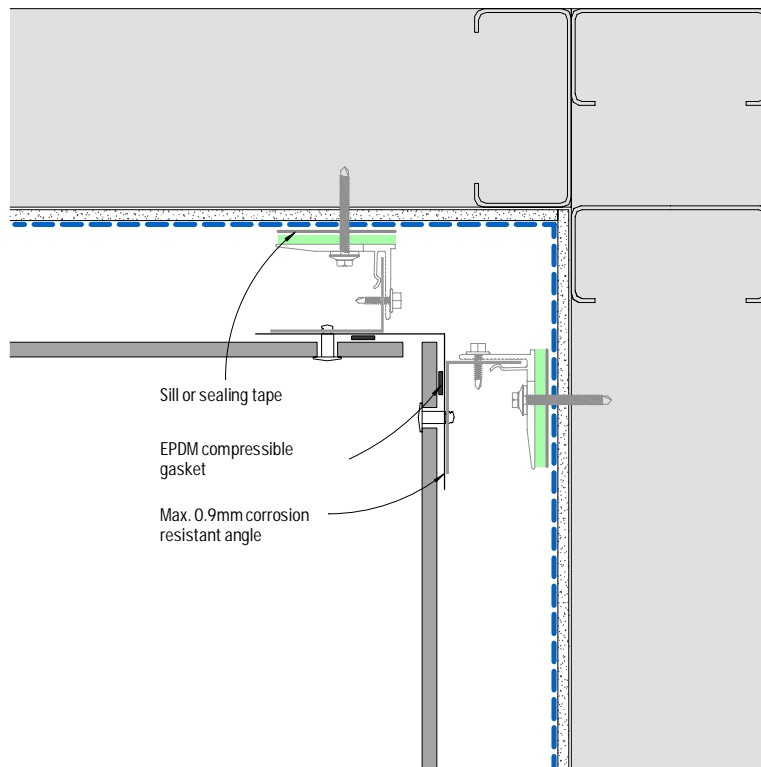 Sill or sealing tape
EPDM compressible
gasket
Max. 0.9mm corrosion
resistant angle